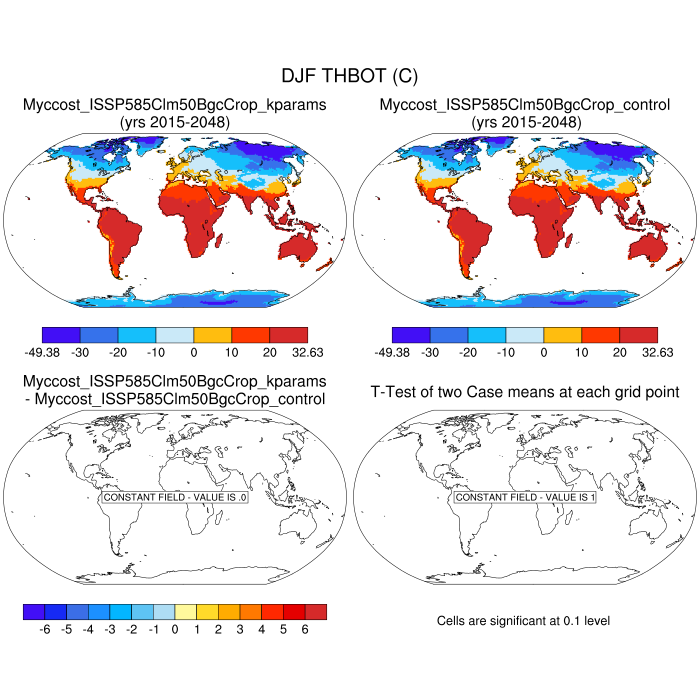 DJF THBOT (C)
Myccost_ISSP585Clm50BgcCrop_kparams
(yrs 2015-2048)
Myccost_ISSP585Clm50BgcCrop_control
(yrs 2015-2048)
-49.38 -30 -20 -10 0 10 20 32.63
-49.38 -30 -20 -10 0 10 20 32.63
Myccost_ISSP585Clm50BgcCrop_kparams
- Myccost_ISSP585Clm50BgcCrop_control
T-Test of two Case means at each grid point
CONSTANT FIELD - VALUE IS .0
CONSTANT FIELD - VALUE IS 1
-6 -5 -4 -3 -2 -1 0 1 2 3 4 5 6
Cells are significant at 0.1 level